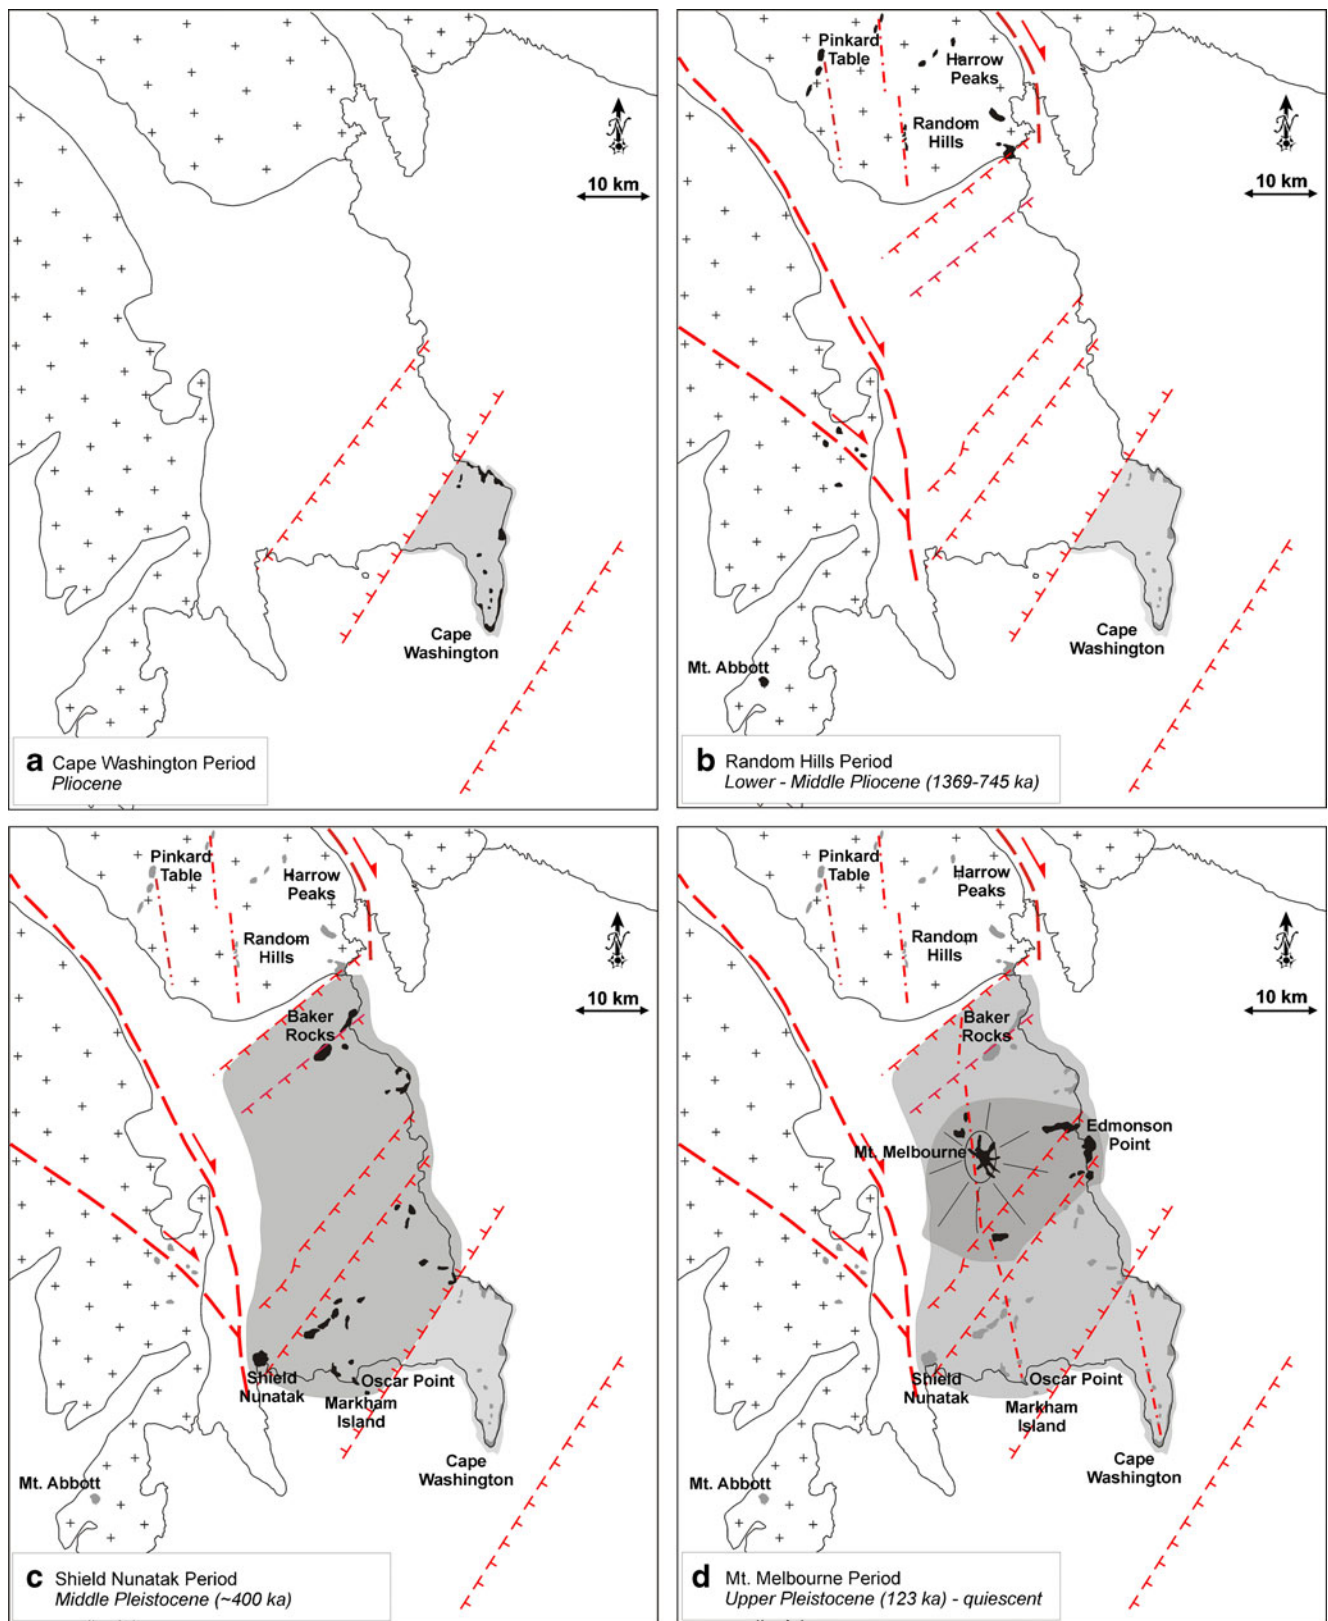 N
10 km
Cape
Washington
a Cape Washington Period
Pliocene
Pinkard
Table
Harrow
Peaks
Random
Hills
N
10 km
Cape
Washington
Mt. Abbott
b Random Hills Period
Lower - Middle Pliocene (1369-745 ka)
Pinkard
Table
Harrow
Peaks
Random
Hills
N
10 km
Baker
Rocks
Shield
Nunatak
Oscar Point
Markham
Island
Cape
Washington
Mt. Abbott
c Shield Nunatak Period
Middle Pleistocene (~400 ka)
Pinkard
Table
Harrow
Peaks
Random
Hills
N
10 km
Baker
Rocks
Edmonson
Point
Mt. Melbourne
Shield
Nunatak
Oscar Point
Markham
Island
Cape
Washington
Mt. Abbott
d Mt. Melbourne Period
Upper Pleistocene (123 ka) - quiescent